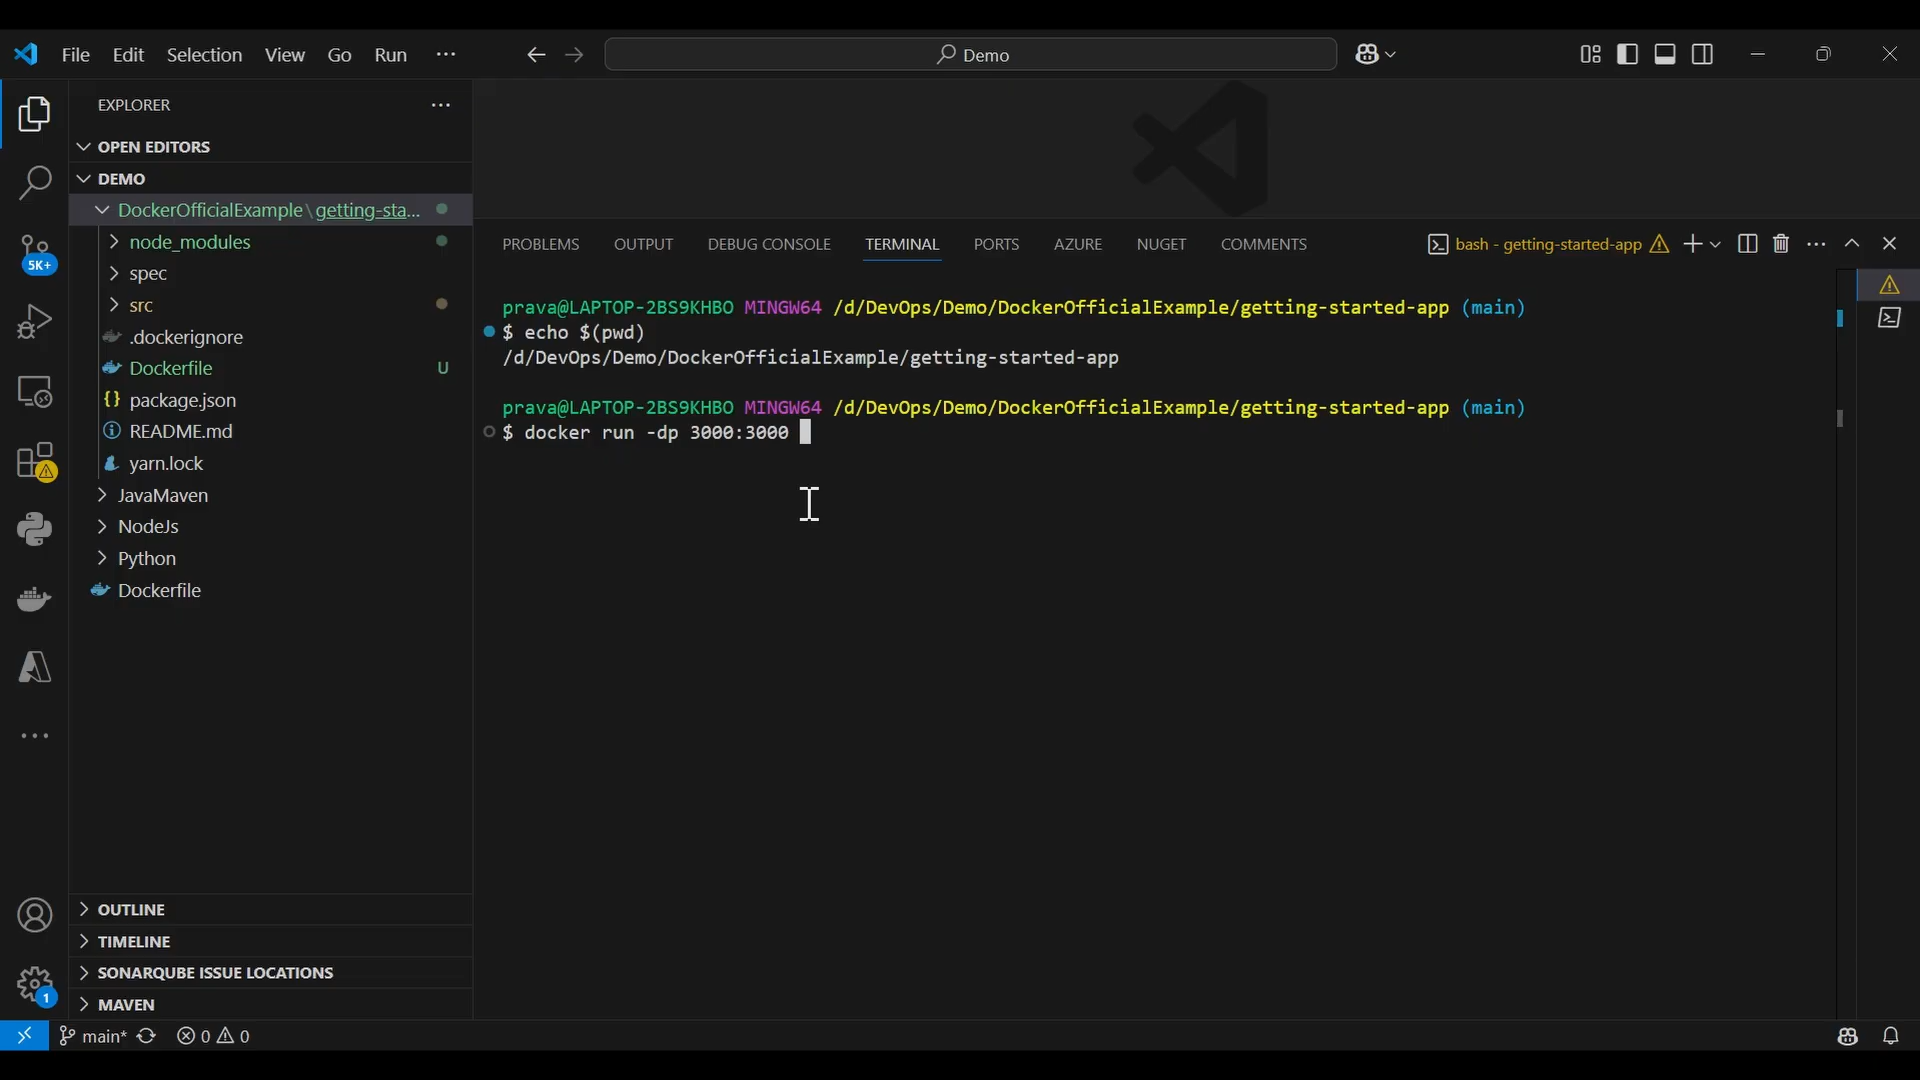 File Edit Selection View Go Run ···
Demo
EXPLORER ···
OPEN EDITORS
DEMO
DockerOfficialExample\getting-sta...
node_modules
spec
src
.dockerignore
Dockerfile U
package.json
README.md
yarn.lock
JavaMaven
NodeJs
Python
Dockerfile
5K+
OUTLINE
TIMELINE
SONARQUBE ISSUE LOCATIONS
MAVEN
1
PROBLEMS OUTPUT DEBUG CONSOLE TERMINAL PORTS AZURE NUGET COMMENTS bash - getting-started-app
prava@LAPTOP-2BS9KHBO MINGW64 /d/DevOps/Demo/DockerOfficialExample/getting-started-app (main)
$ echo $(pwd)
/d/DevOps/Demo/DockerOfficialExample/getting-started-app
prava@LAPTOP-2BS9KHBO MINGW64 /d/DevOps/Demo/DockerOfficialExample/getting-started-app (main)
$ docker run -dp 3000:3000
main* 0 0